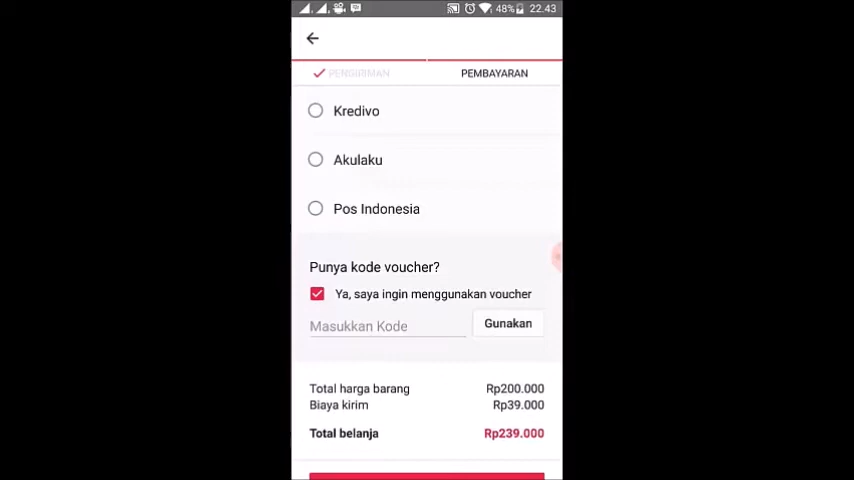 48% 22.43
PENGIRIMAN PEMBAYARAN
Kredivo
Akulaku
Pos Indonesia
Punya kode voucher?
Ya, saya ingin menggunakan voucher
Masukkan Kode Gunakan
Total harga barang Rp200.000
Biaya kirim Rp39.000
Total belanja Rp239.000